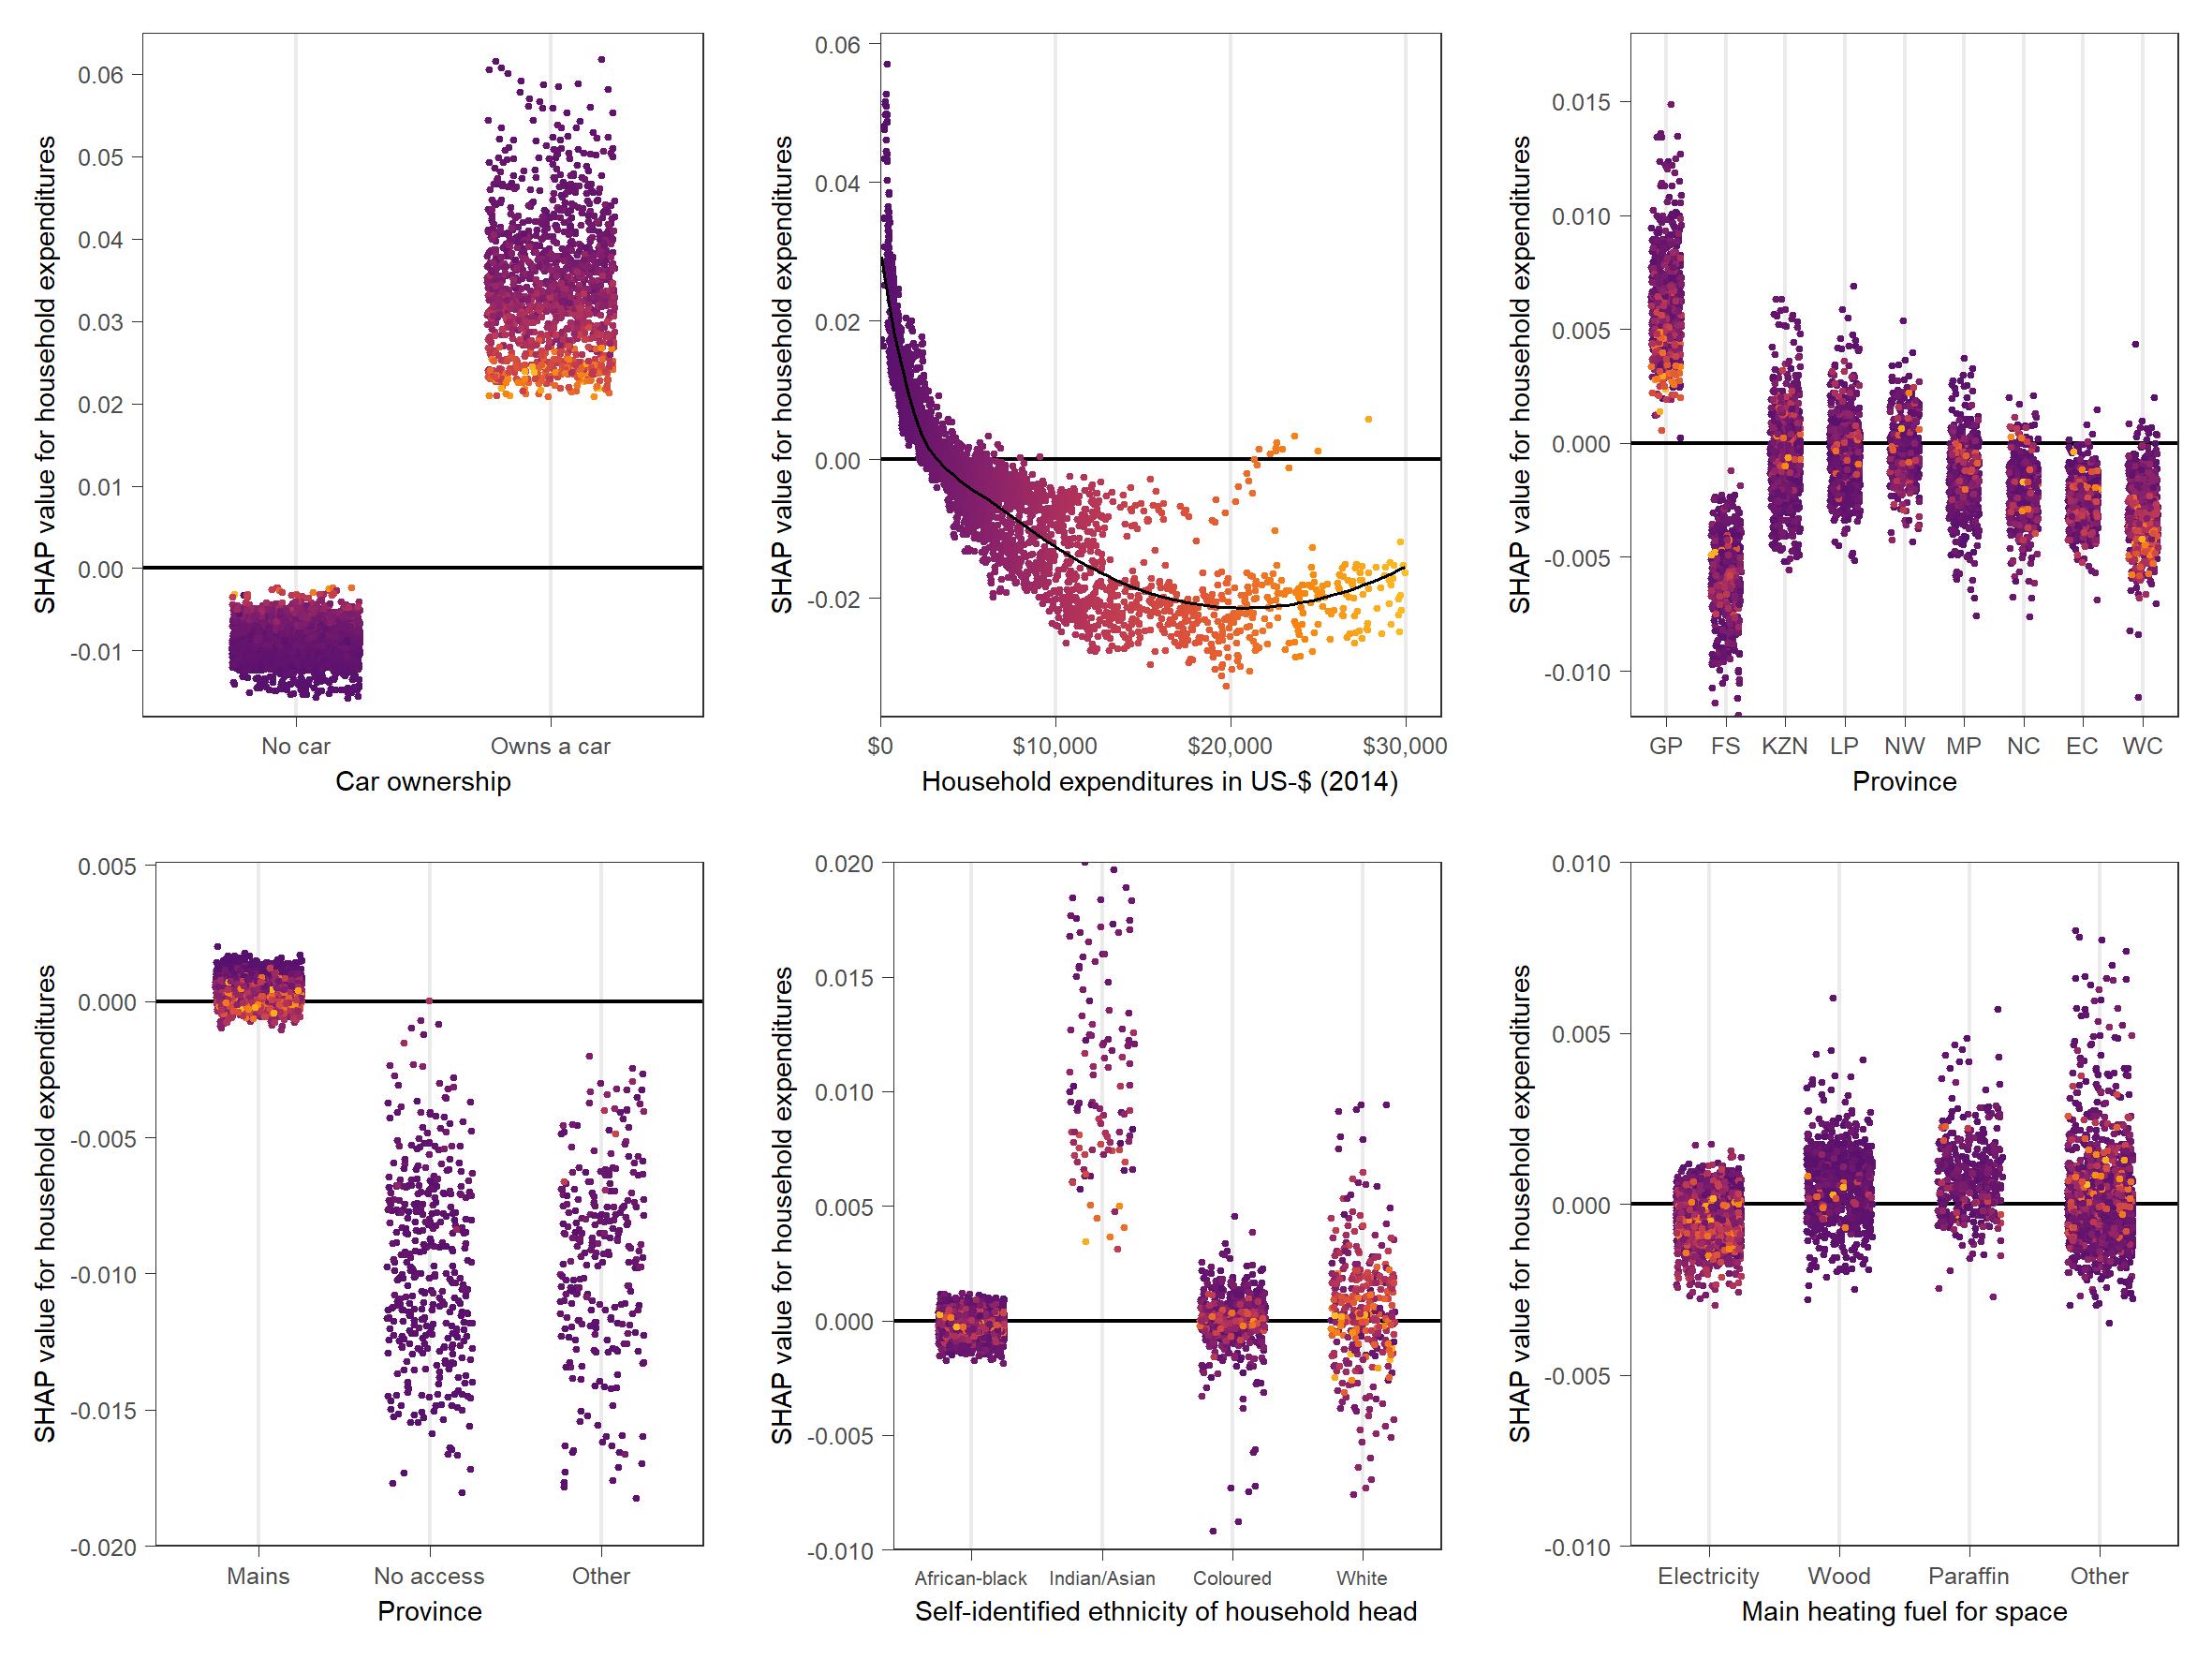 SHAP value for household expenditures
0.06
0.05
0.04
0.03
0.02
0.01
0.00
-0.01
No car Owns a car
Car ownership
SHAP value for household expenditures
0.06
0.04
0.02
0.00
-0.02
$0 $10,000 $20,000 $30,000
Household expenditures in US-$ (2014)
SHAP value for household expenditures
0.015
0.010
0.005
0.000
-0.005
-0.010
GP FS KZN LP NW MP NC EC WC
Province
SHAP value for household expenditures
0.005
0.000
-0.005
-0.010
-0.015
-0.020
Mains No access Other
Province
SHAP value for household expenditures
0.020
0.015
0.010
0.005
0.000
-0.005
-0.010
African-black Indian/Asian Coloured White
Self-identified ethnicity of household head
SHAP value for household expenditures
0.010
0.005
0.000
-0.005
-0.010
Electricity Wood Paraffin Other
Main heating fuel for space